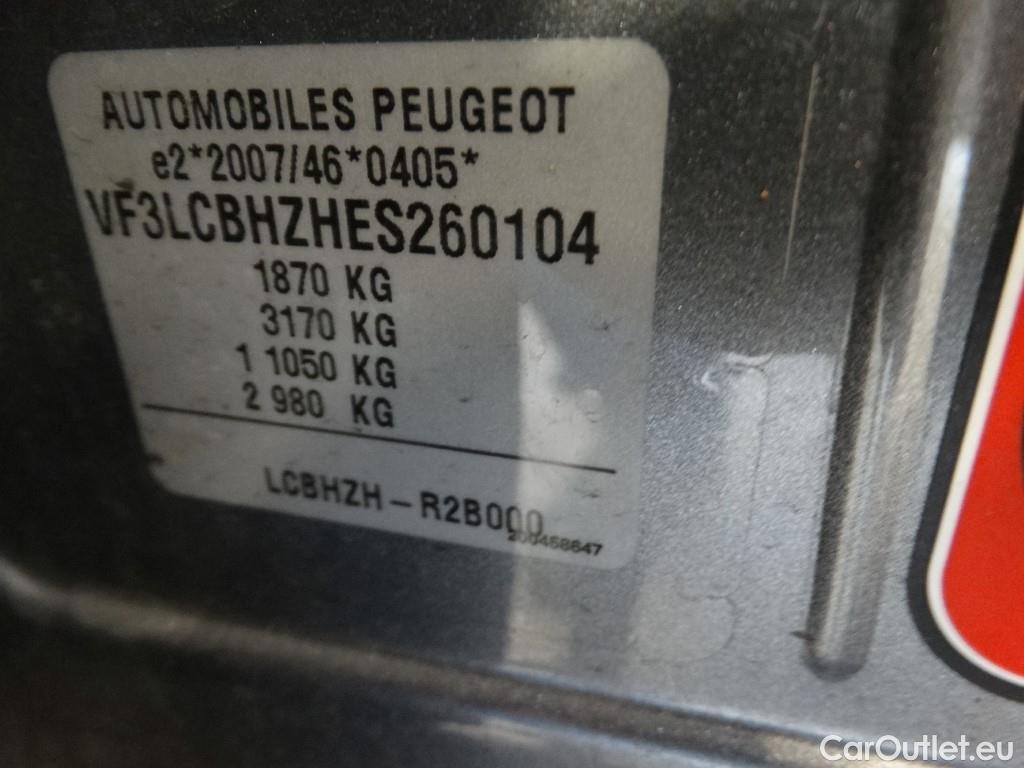 AUTOMOBILES PEUGEOT
e2*2007/46*0405*
VF3LCBHZHES260104
1870 KG
3170 KG
1 1050 KG
2 980 KG
LCBHZH - R2B000
200468647
CarOutlet.eu